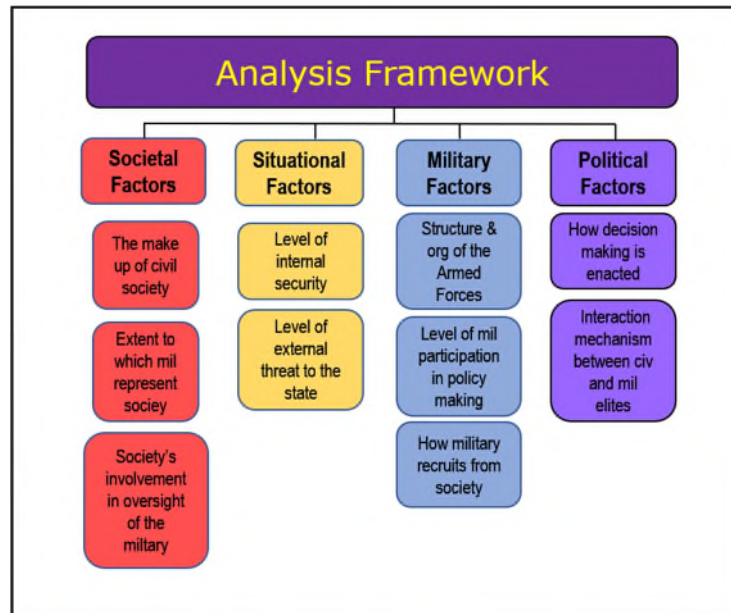 Analysis Framework
Societal
Factors
The make
up of civil
society
Extent to
which mil
represent
sociey
Society's
involvement
in oversight
of the
miltary
Situational
Factors
Level of
internal
security
Level of
external
threat to the
state
Military
Factors
Structure &
org of the
Armed
Forces
Level of mil
participation
in policy
making
How military
recruits from
society
Political
Factors
How decision
making is
enacted
Interaction
mechanism
between civ
and mil
elites